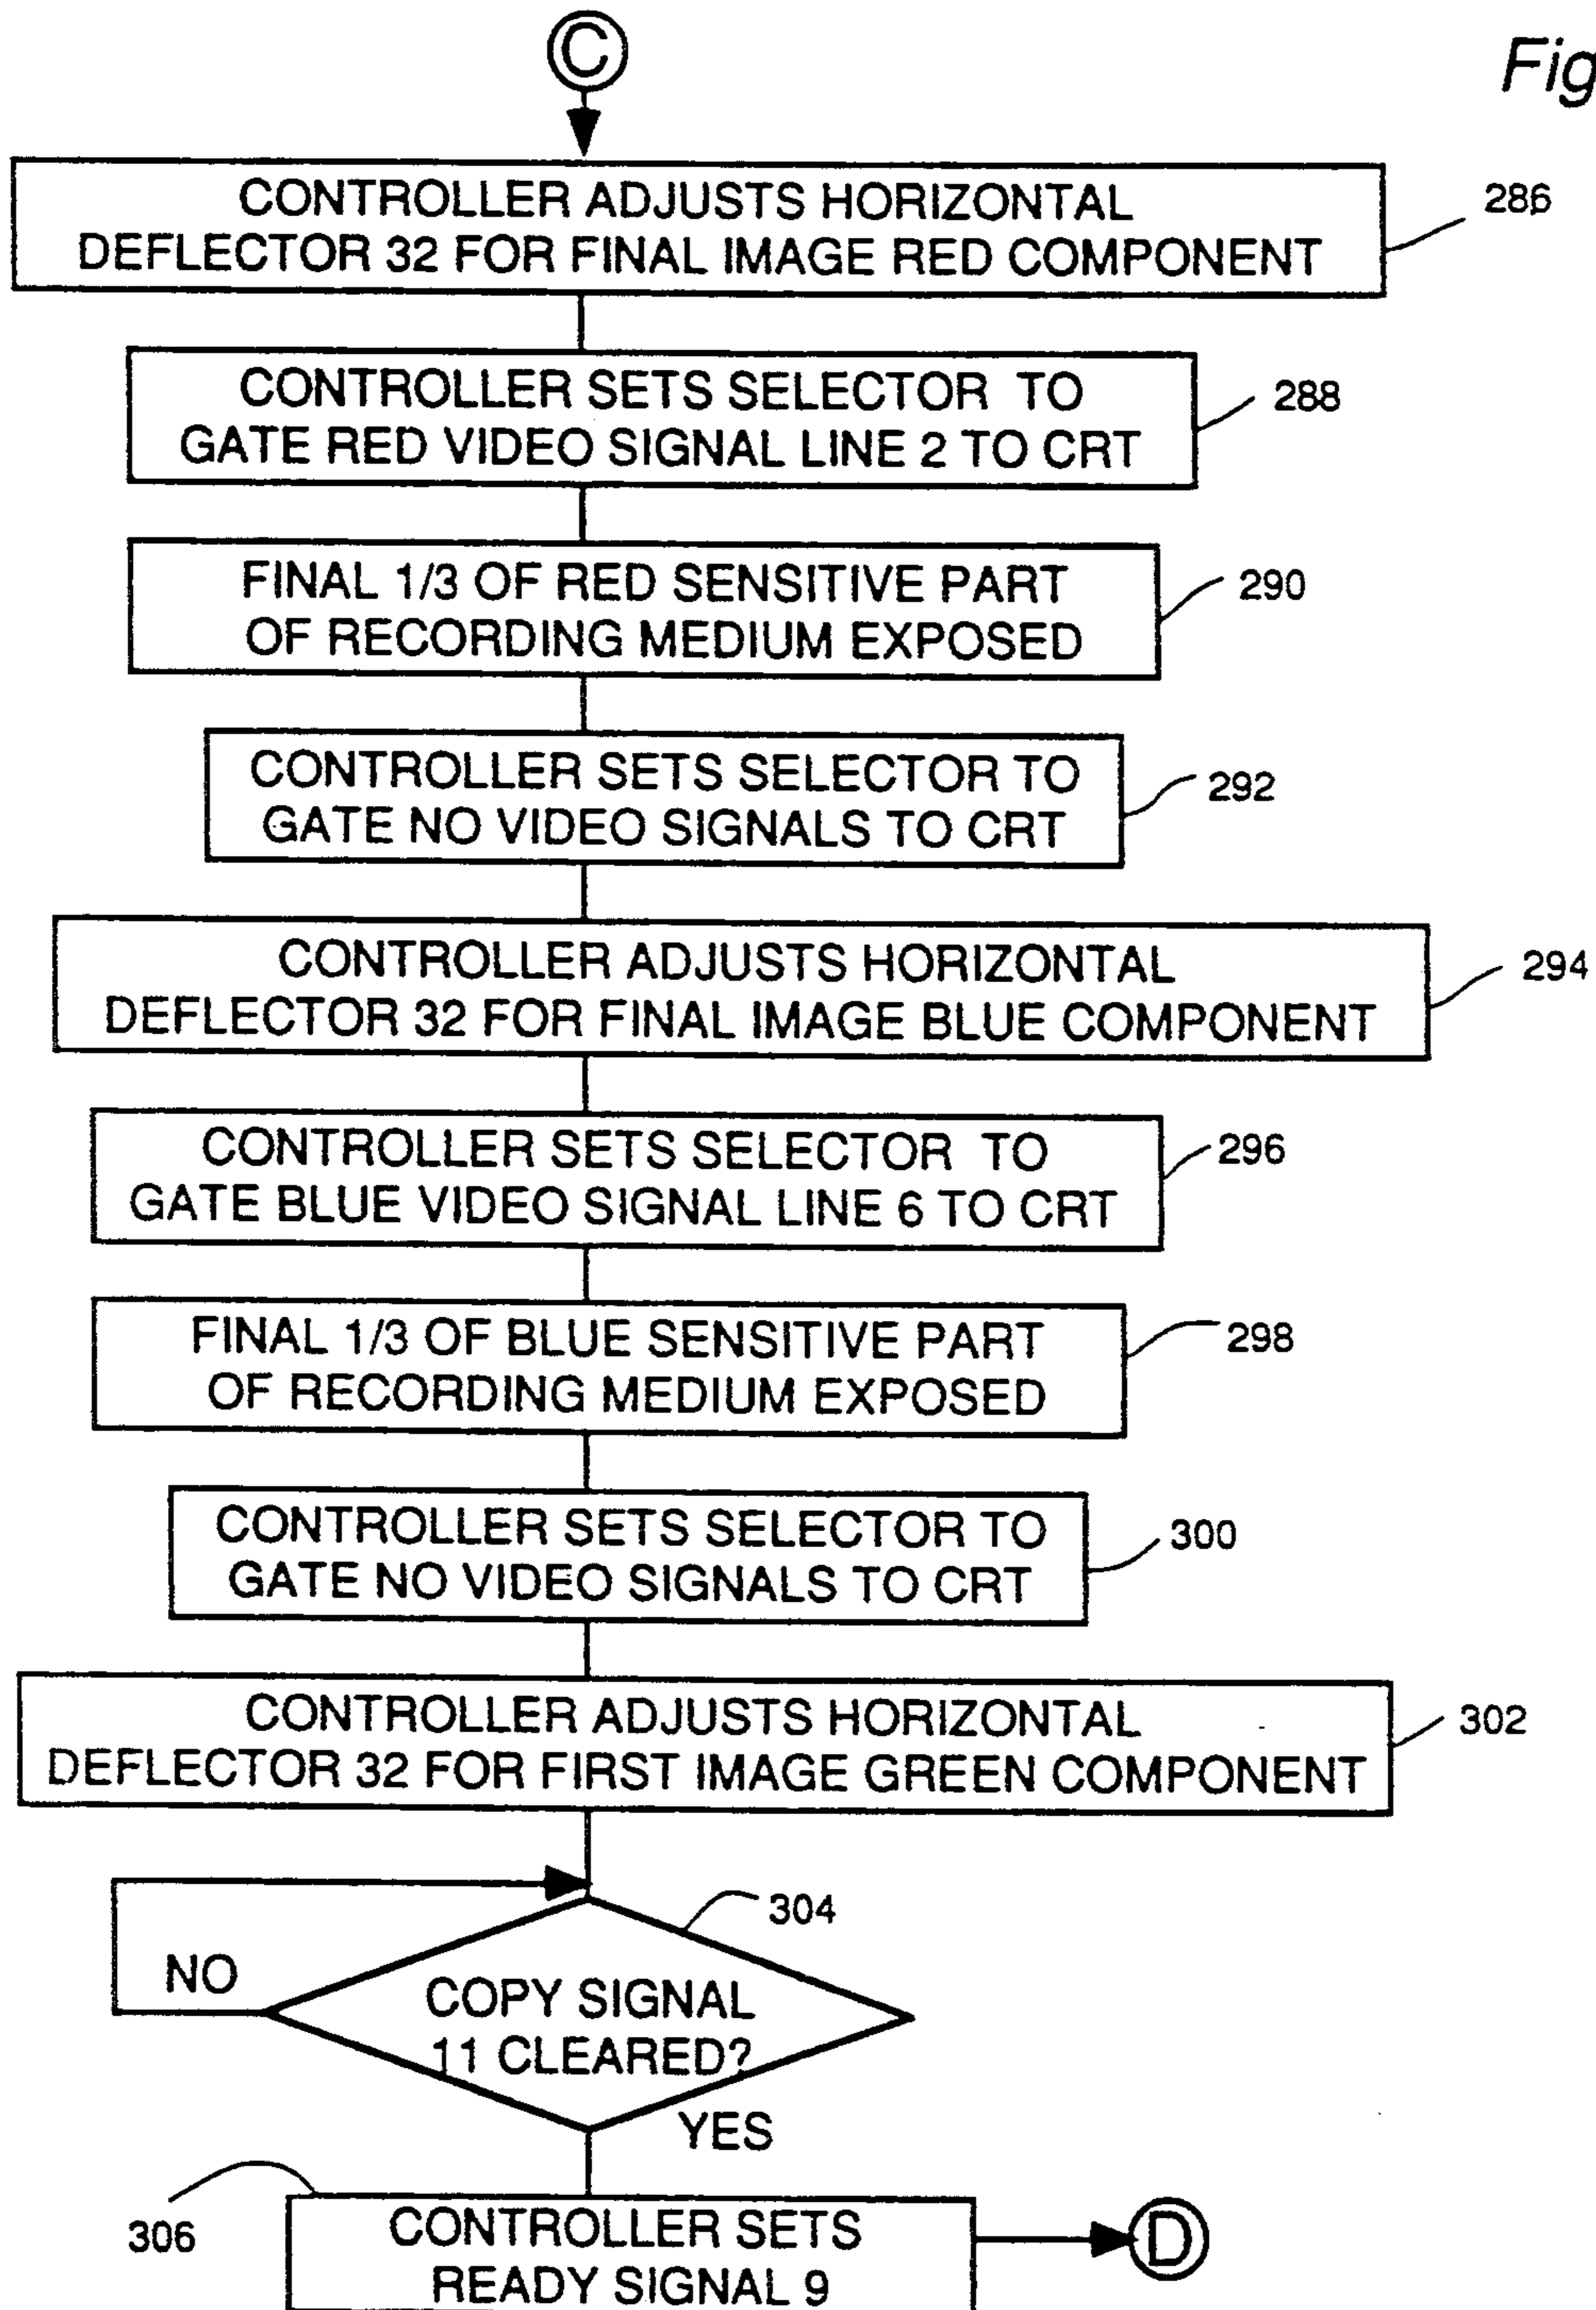 C
Fig
CONTROLLER ADJUSTS HORIZONTAL
DEFLECTOR 32 FOR FINAL IMAGE RED COMPONENT
286
CONTROLLER SETS SELECTOR TO
GATE RED VIDEO SIGNAL LINE 2 TO CRT
288
FINAL 1/3 OF RED SENSITIVE PART
OF RECORDING MEDIUM EXPOSED
290
CONTROLLER SETS SELECTOR TO
GATE NO VIDEO SIGNALS TO CRT
292
CONTROLLER ADJUSTS HORIZONTAL
DEFLECTOR 32 FOR FINAL IMAGE BLUE COMPONENT
294
CONTROLLER SETS SELECTOR TO
GATE BLUE VIDEO SIGNAL LINE 6 TO CRT
296
FINAL 1/3 OF BLUE SENSITIVE PART
OF RECORDING MEDIUM EXPOSED
298
CONTROLLER SETS SELECTOR TO
GATE NO VIDEO SIGNALS TO CRT
300
CONTROLLER ADJUSTS HORIZONTAL
DEFLECTOR 32 FOR FIRST IMAGE GREEN COMPONENT
302
304
NO
COPY SIGNAL
11 CLEARED?
YES
306
CONTROLLER SETS
READY SIGNAL 9
D